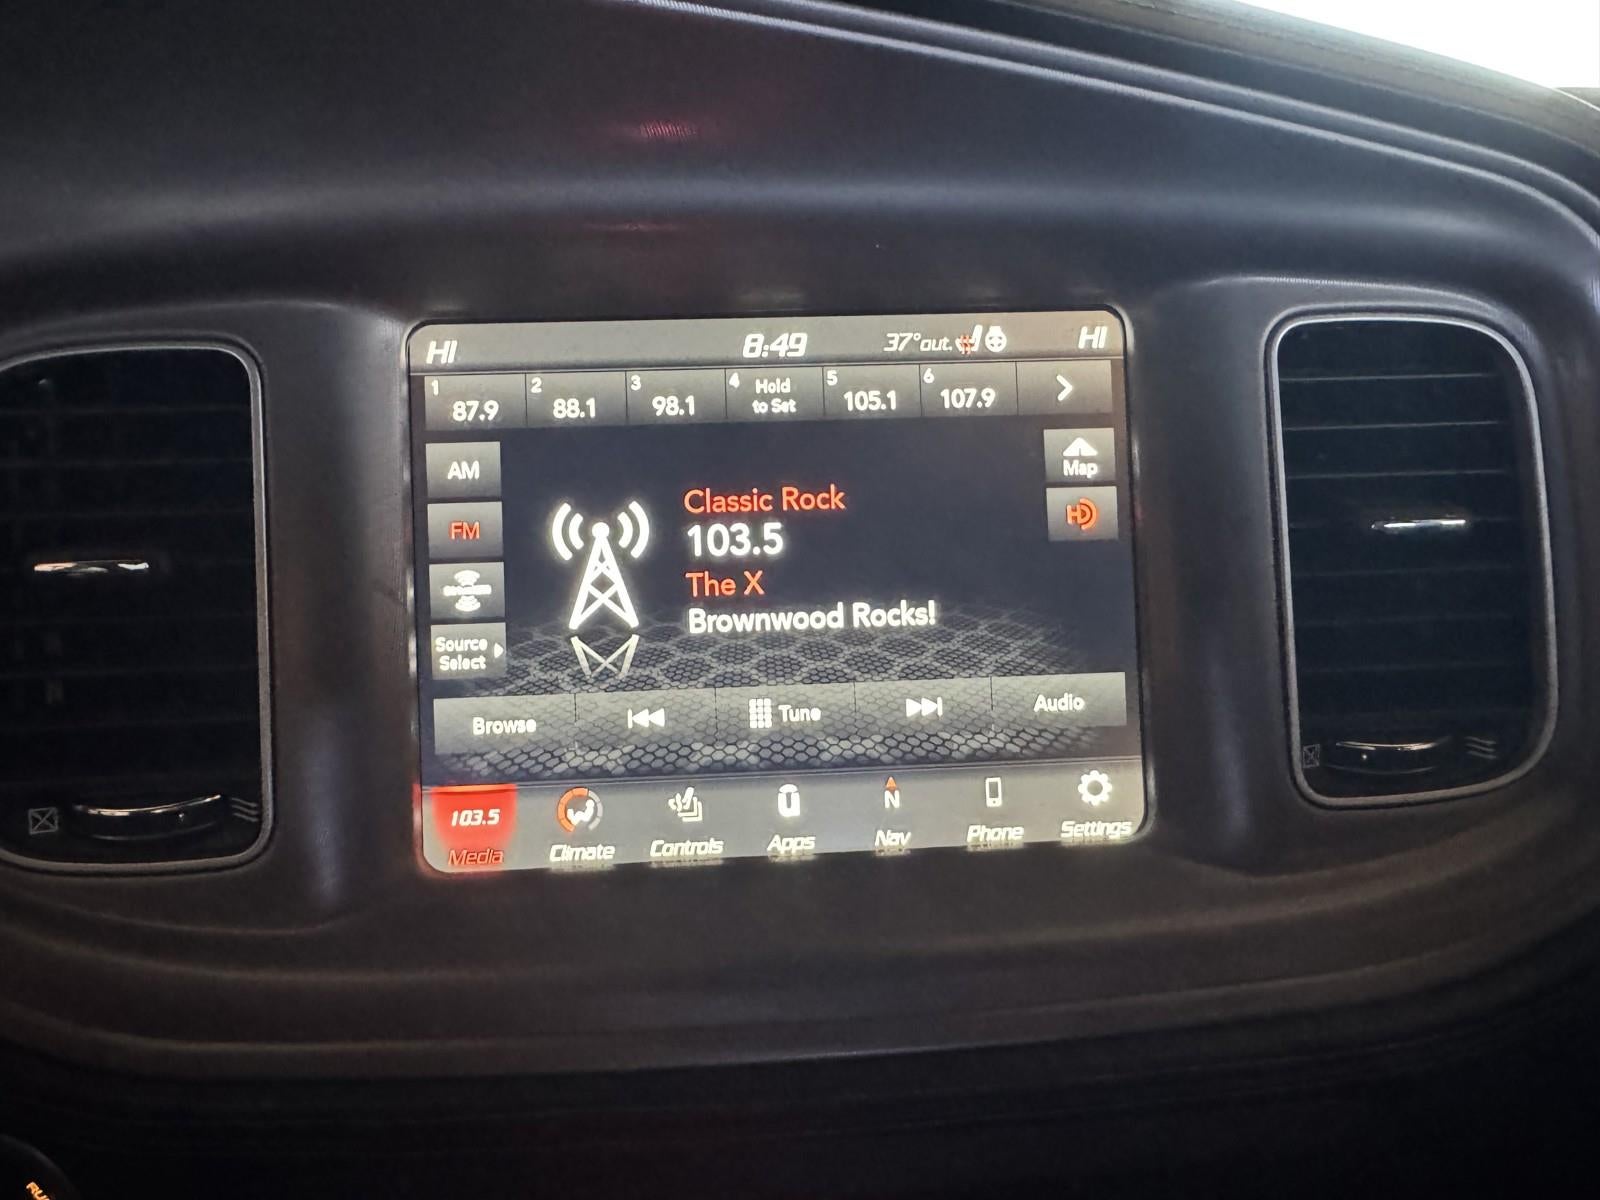 HI 8:49 37°out. HI
1 87.9 2 88.1 3 98.1 4 Hold to Set 5 105.1 6 107.9
AM
Map
FM
HD
Classic Rock
103.5
The X
Brownwood Rocks!
Source
Select
Browse Tune Audio
103.5 N
Media Climate Controls Apps Nav Phone Settings